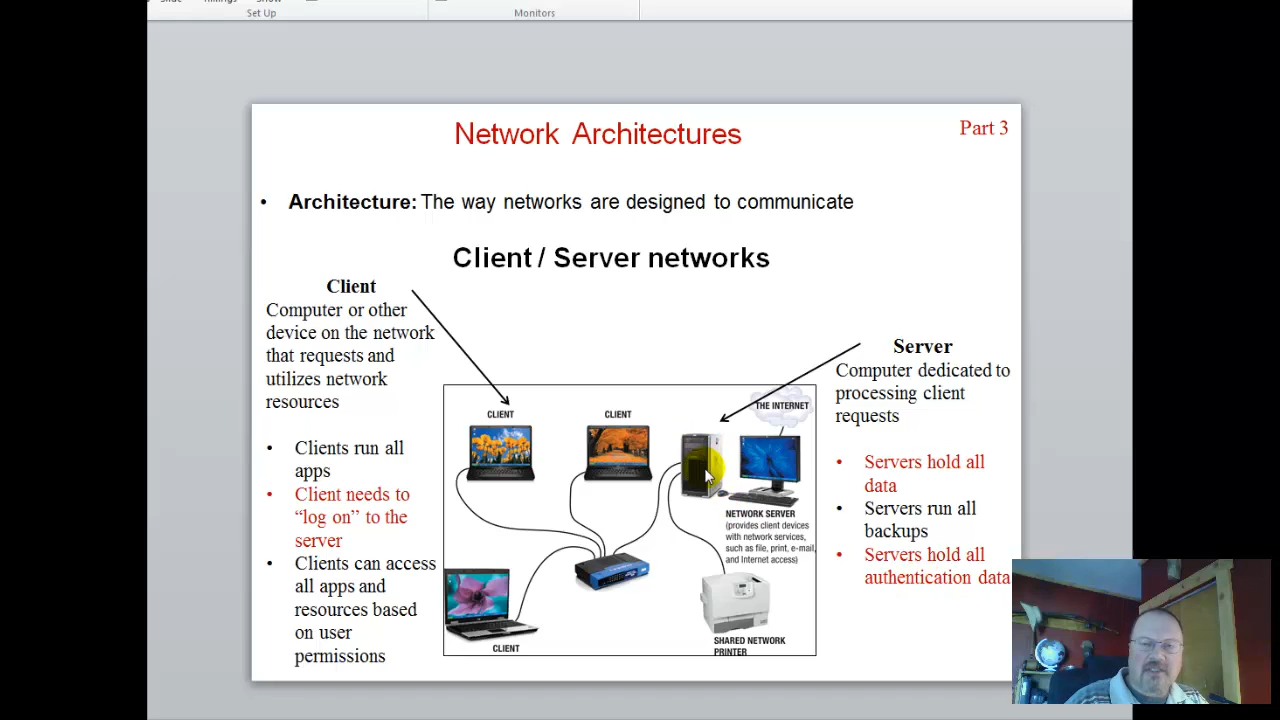 Set Up
Monitors
Network Architectures
Part 3
• Architecture: The way networks are designed to communicate
Client / Server networks
Client
Computer or other
device on the network
that requests and
utilizes network
resources
• Clients run all
apps
• Client needs to
“log on” to the
server
• Clients can access
all apps and
resources based
on user
permissions
CLIENT
CLIENT
THE INTERNET
NETWORK SERVER
(provides client devices
with network services,
such as file, print, e-mail,
and Internet access)
CLIENT
SHARED NETWORK
PRINTER
Server
Computer dedicated to
processing client
requests
• Servers hold all
data
• Servers run all
backups
• Servers hold all
authentication data